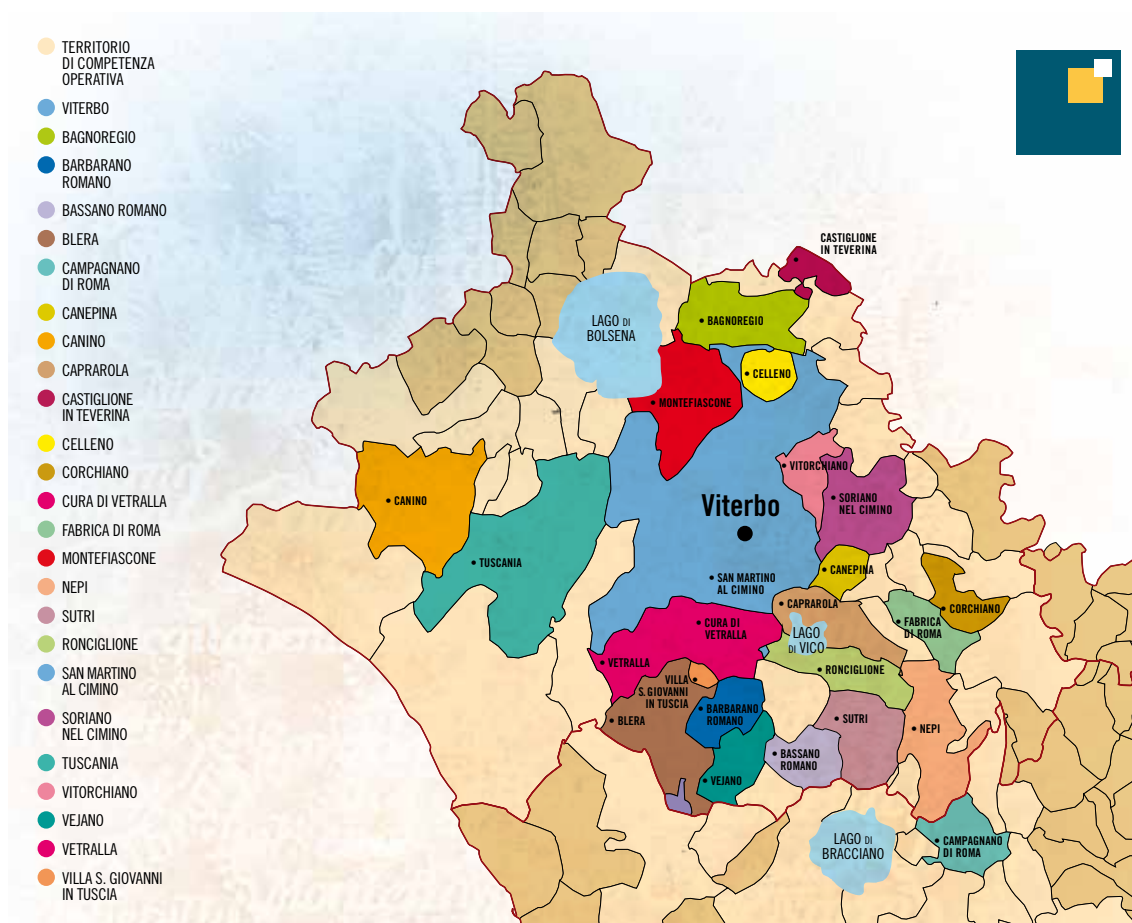 TERRITORIO
DI COMPETENZA
OPERATIVA
VITERBO
BAGNOREGIO
BARBARANO
ROMANO
BASSANO ROMANO
BLERA
CAMPAGNANO
DI ROMA
CANEPINA
CANINO
CAPRAROLA
CASTIGLIONE
IN TEVERINA
CELLENO
CORCHIANO
CURA DI VETRALLA
FABRICA DI ROMA
MONTEFIASCONE
NEPI
SUTRI
RONCIGLIONE
SAN MARTINO
AL CIMINO
SORIANO
NEL CIMINO
TUSCANIA
VITORCHIANO
VEJANO
VETRALLA
VILLA S. GIOVANNI
IN TUSCIA
CASTIGLIONE
IN TEVERINA
LAGO DI
BOLSENA
BAGNOREGIO
CELLENO
MONTEFIASCONE
VITORCHIANO
CANINO
SORIANO
NEL CIMINO
Viterbo
TUSCANIA
CANEPINA
SAN MARTINO
AL CIMINO
CAPRAROLA
CORCHIANO
CURA DI
VETRALLA
FABRICA
DI ROMA
LAGO
DI VICO
VETRALLA
RONCIGLIONE
VILLA
S. GIOVANNI
IN TUSCIA
BARBARANO
ROMANO
BLERA
SUTRI
NEPI
BASSANO
ROMANO
VEJANO
LAGO DI
BRACCIANO
CAMPAGNANO
DI ROMA